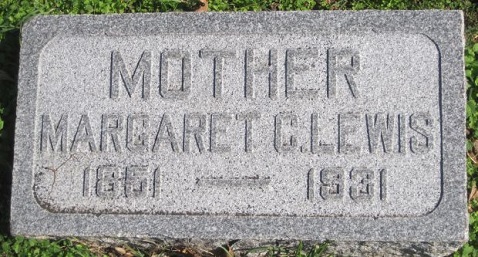 MOTHER
MARGARET C. LEWIS
1851 — 1931